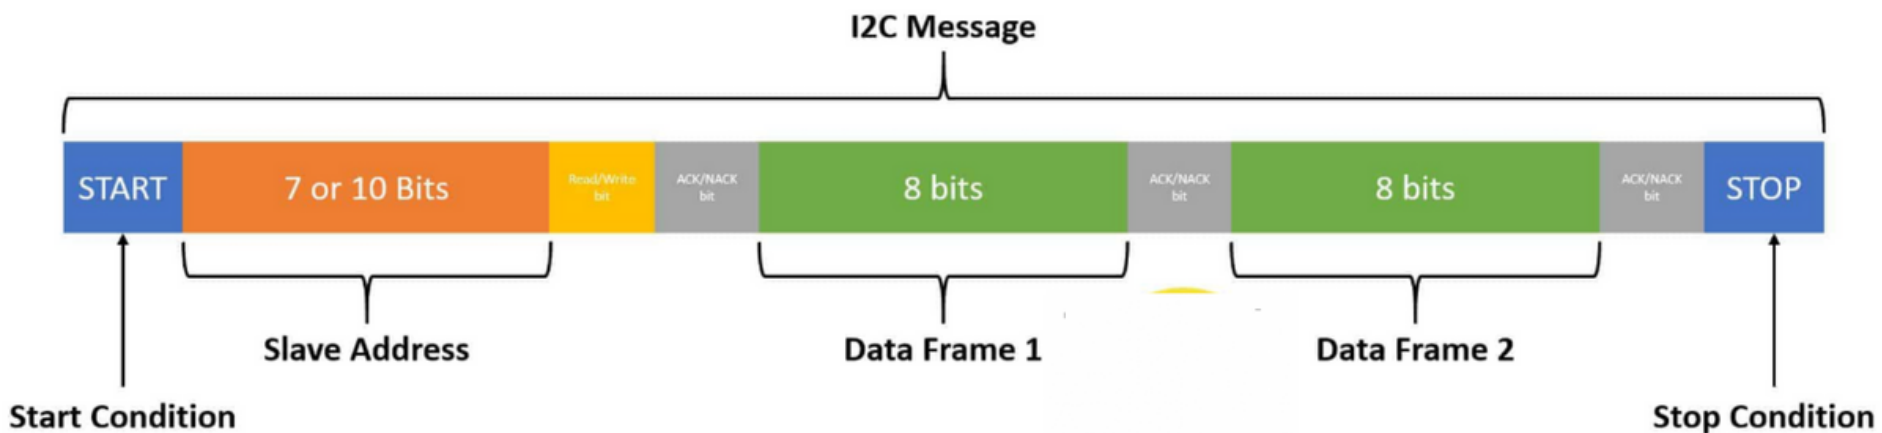 I2C Message
START
7 or 10 Bits
Read/Write
bit
ACK/NACK
bit
8 bits
ACK/NACK
bit
8 bits
ACK/NACK
bit
STOP
Slave Address
Data Frame 1
Data Frame 2
Start Condition
Stop Condition